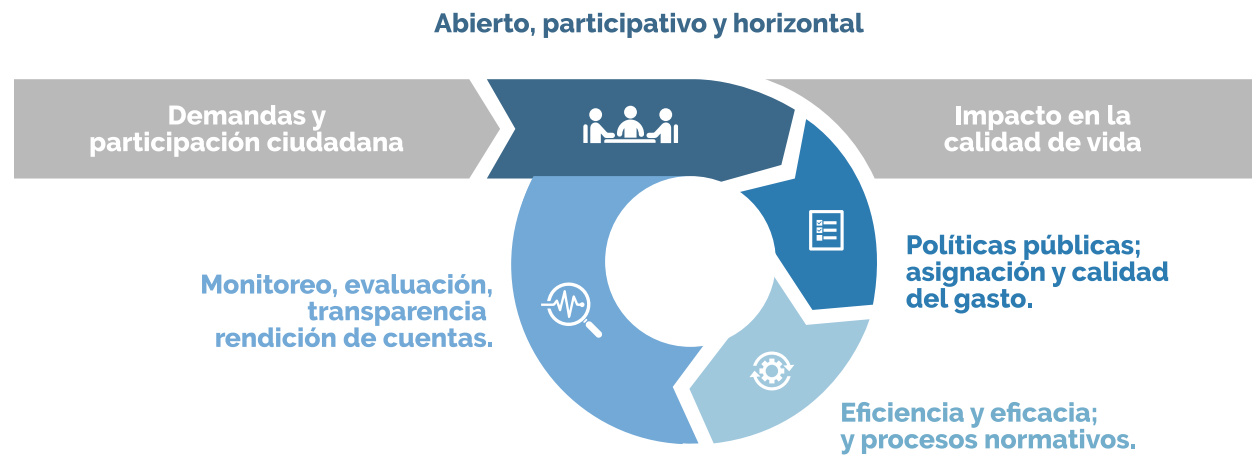 Abierto, participativo y horizontal
Demandas y
participación ciudadana
Impacto en la
calidad de vida
Políticas públicas;
asignación y calidad
del gasto.
Eficiencia y eficacia;
y procesos normativos.
Monitoreo, evaluación,
transparencia
rendición de cuentas.